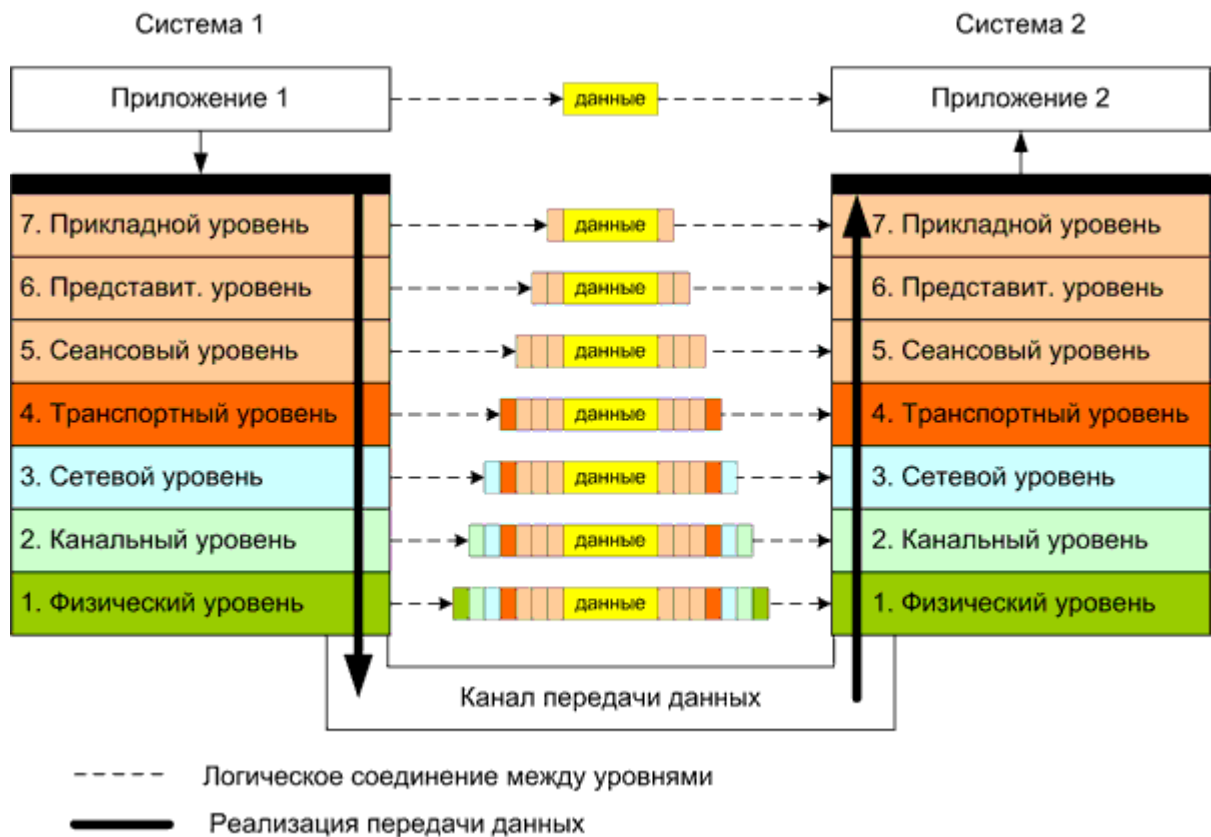 Система 1
Система 2
Приложение 1
данные
Приложение 2
7. Прикладной уровень
данные
7. Прикладной уровень
6. Представит. уровень
данные
6. Представит. уровень
5. Сеансовый уровень
данные
5. Сеансовый уровень
4. Транспортный уровень
данные
4. Транспортный уровень
3. Сетевой уровень
данные
3. Сетевой уровень
2. Канальный уровень
данные
2. Канальный уровень
1. Физический уровень
данные
1. Физический уровень
Канал передачи данных
Логическое соединение между уровнями
Реализация передачи данных